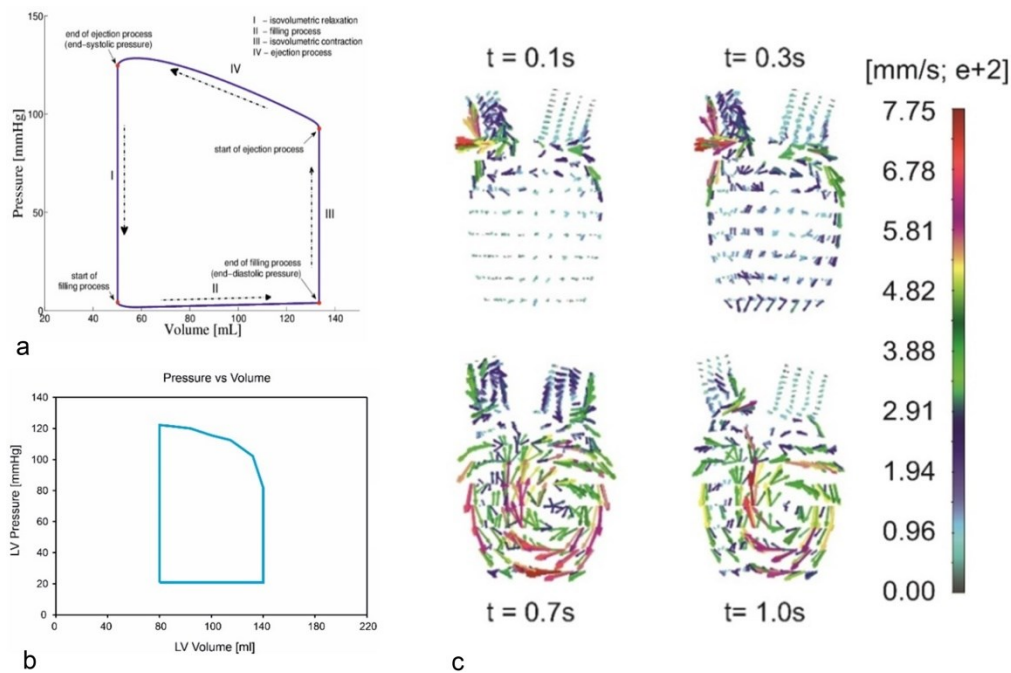 150
100
50
0
20
40
60
80
100
120
140
Pressure [mmHg]
Volume [mL]
end of ejection process
(end-systolic pressure)
I – isovolumetric relaxation
II – filling process
III – isovolumetric contraction
IV – ejection process
IV
start of ejection process
I
III
start of
filling process
II
end of filling process
(end-diastolic pressure)
a
Pressure vs Volume
140
120
100
80
60
40
20
0
0
40
80
100
140
180
220
LV Pressure [mmHg]
LV Volume [ml]
b
t = 0.1s
t = 0.3s
t = 0.7s
t= 1.0s
[mm/s; e+2]
7.75
6.78
5.81
4.82
3.88
2.91
1.94
0.96
0.00
c